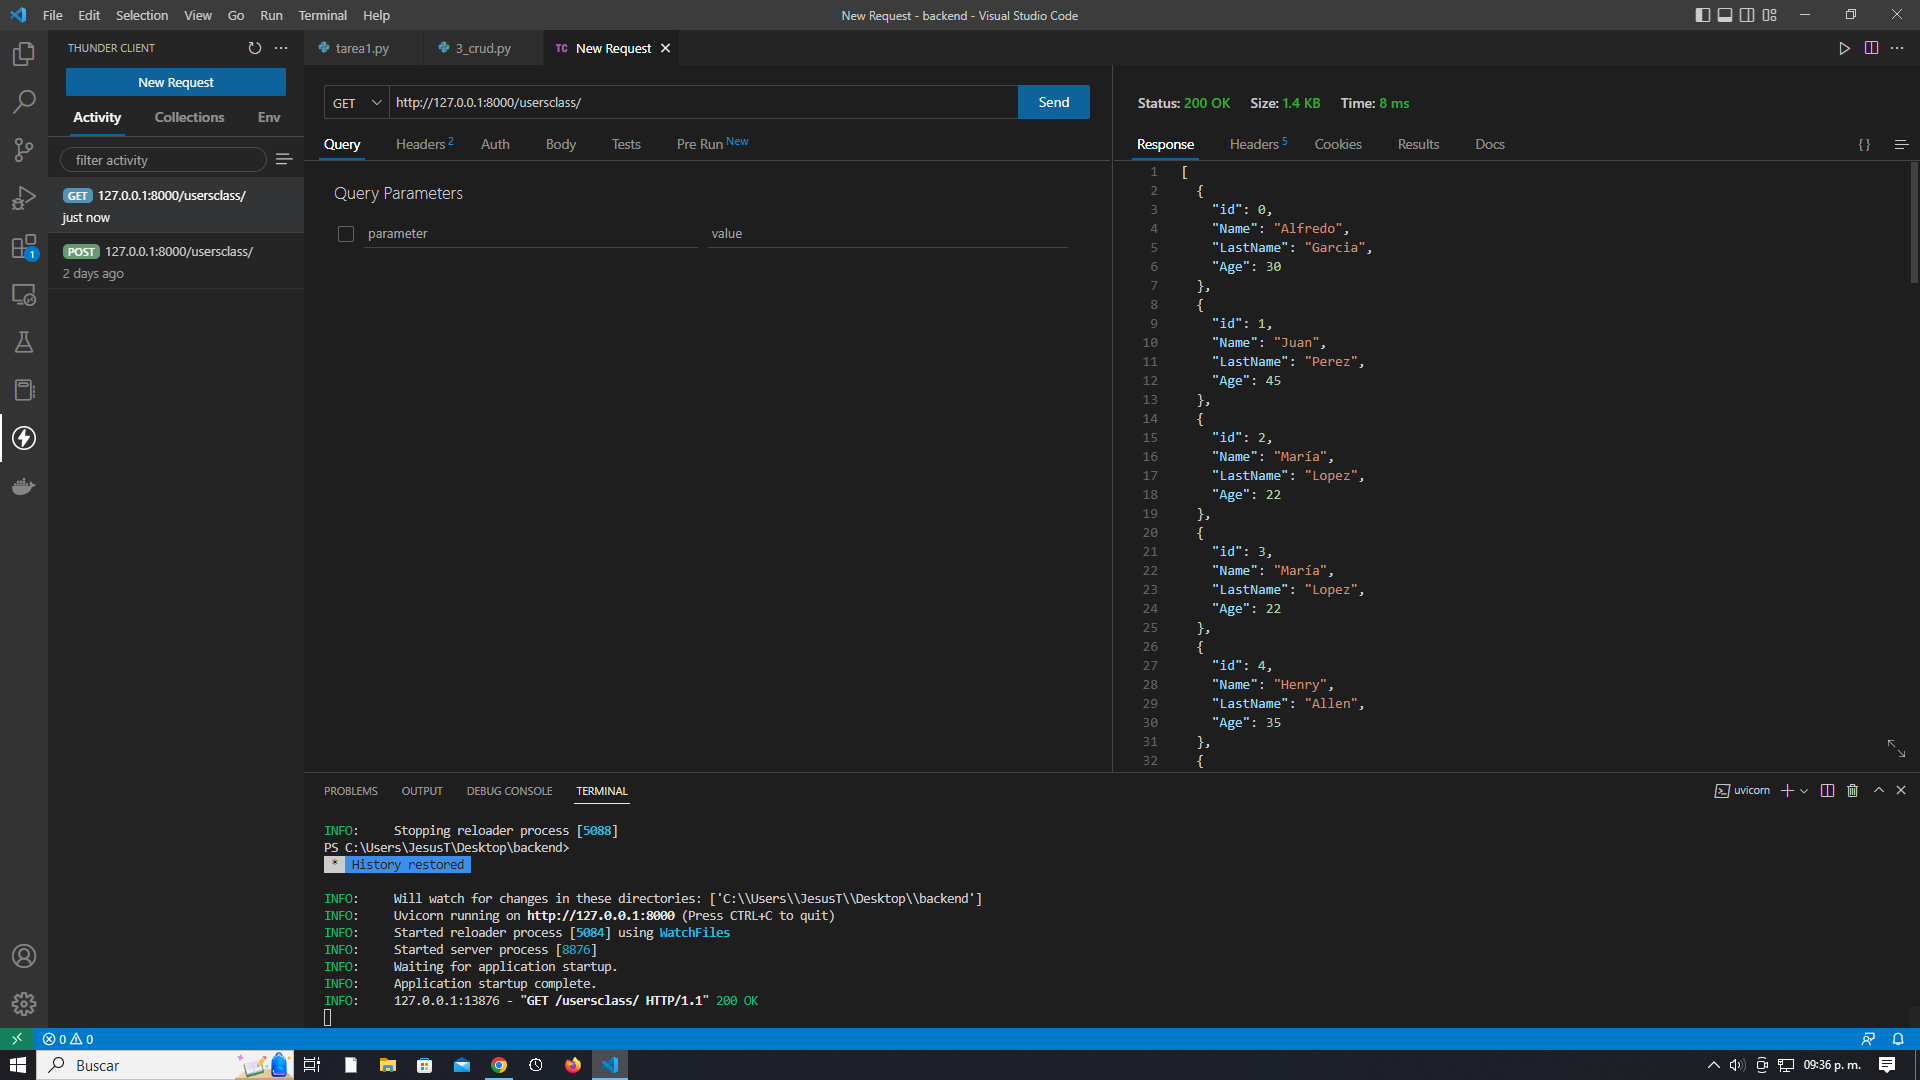 File Edit Selection View Go Run Terminal Help
New Request - backend - Visual Studio Code
THUNDER CLIENT
New Request
Activity Collections Env
filter activity
GET 127.0.0.1:8000/usersclass/
just now
POST 127.0.0.1:8000/usersclass/
2 days ago
1
tarea1.py
3_crud.py
TC New Request
GET http://127.0.0.1:8000/usersclass/ Send
Query Headers 2 Auth Body Tests Pre Run New
Query Parameters
parameter value
Status: 200 OK Size: 1.4 KB Time: 8 ms
Response Headers 5 Cookies Results Docs { }
1 [
2 {
3 "id": 0,
4 "Name": "Alfredo",
5 "LastName": "Garcia",
6 "Age": 30
7 },
8 {
9 "id": 1,
10 "Name": "Juan",
11 "LastName": "Perez",
12 "Age": 45
13 },
14 {
15 "id": 2,
16 "Name": "María",
17 "LastName": "Lopez",
18 "Age": 22
19 },
20 {
21 "id": 3,
22 "Name": "María",
23 "LastName": "Lopez",
24 "Age": 22
25 },
26 {
27 "id": 4,
28 "Name": "Henry",
29 "LastName": "Allen",
30 "Age": 35
31 },
32 {
PROBLEMS OUTPUT DEBUG CONSOLE TERMINAL
uvicorn
INFO: Stopping reloader process [5088]
PS C:\Users\JesusT\Desktop\backend>
* History restored
INFO: Will watch for changes in these directories: ['C:\\Users\\JesusT\\Desktop\\backend']
INFO: Uvicorn running on http://127.0.0.1:8000 (Press CTRL+C to quit)
INFO: Started reloader process [5084] using WatchFiles
INFO: Started server process [8876]
INFO: Waiting for application startup.
INFO: Application startup complete.
INFO: 127.0.0.1:13876 - "GET /usersclass/ HTTP/1.1" 200 OK
0 0
Buscar
09:36 p. m.